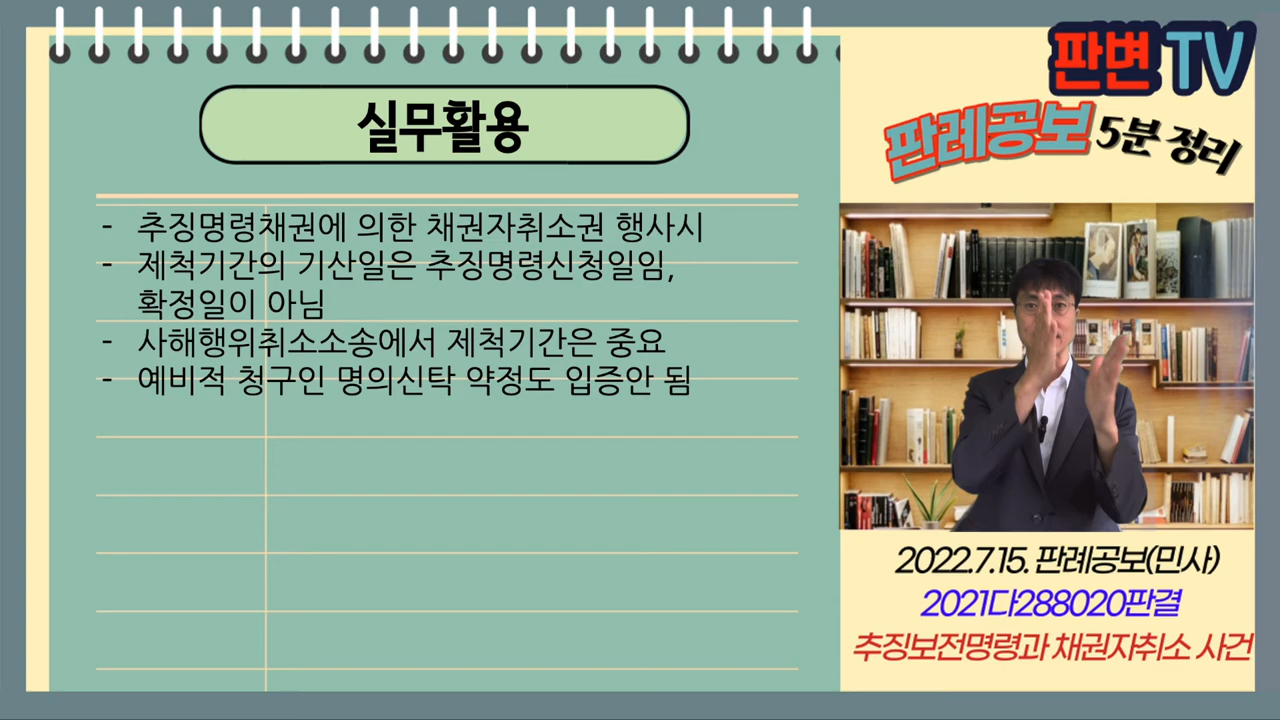 실무활용
- 추징명령채권에 의한 채권자취소권 행사시
- 제척기간의 기산일은 추징명령신청일임,
확정일이 아님
- 사해행위취소소송에서 제척기간은 중요
- 예비적 청구인 명의신탁 약정도 입증안 됨
판변 TV
판례공보 5분 정리
2022.7.15. 판례공보(민사)
2021다288020판결
추징보전명령과 채권자취소 사건